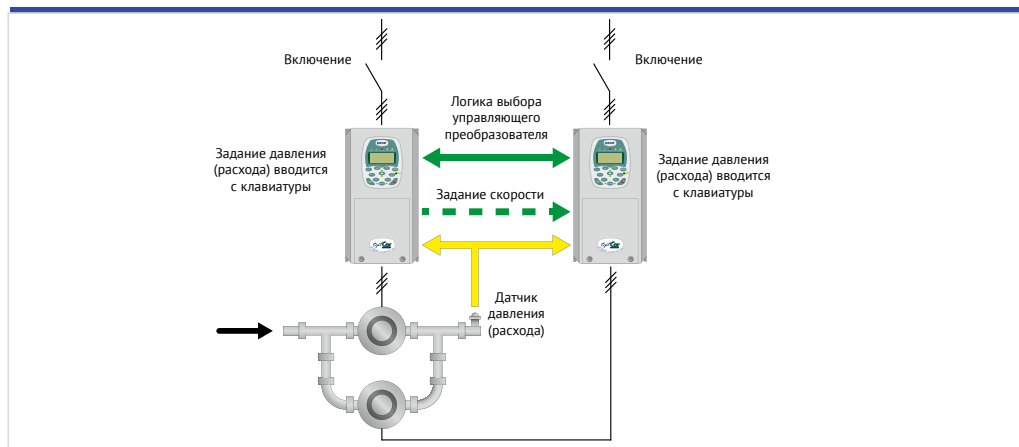 Включение
Включение
Логика выбора
управляющего
преобразователя
Задание давления
(расхода) вводится
с клавиатуры
Задание давления
(расхода) вводится
с клавиатуры
Задание скорости
Датчик
давления
(расхода)